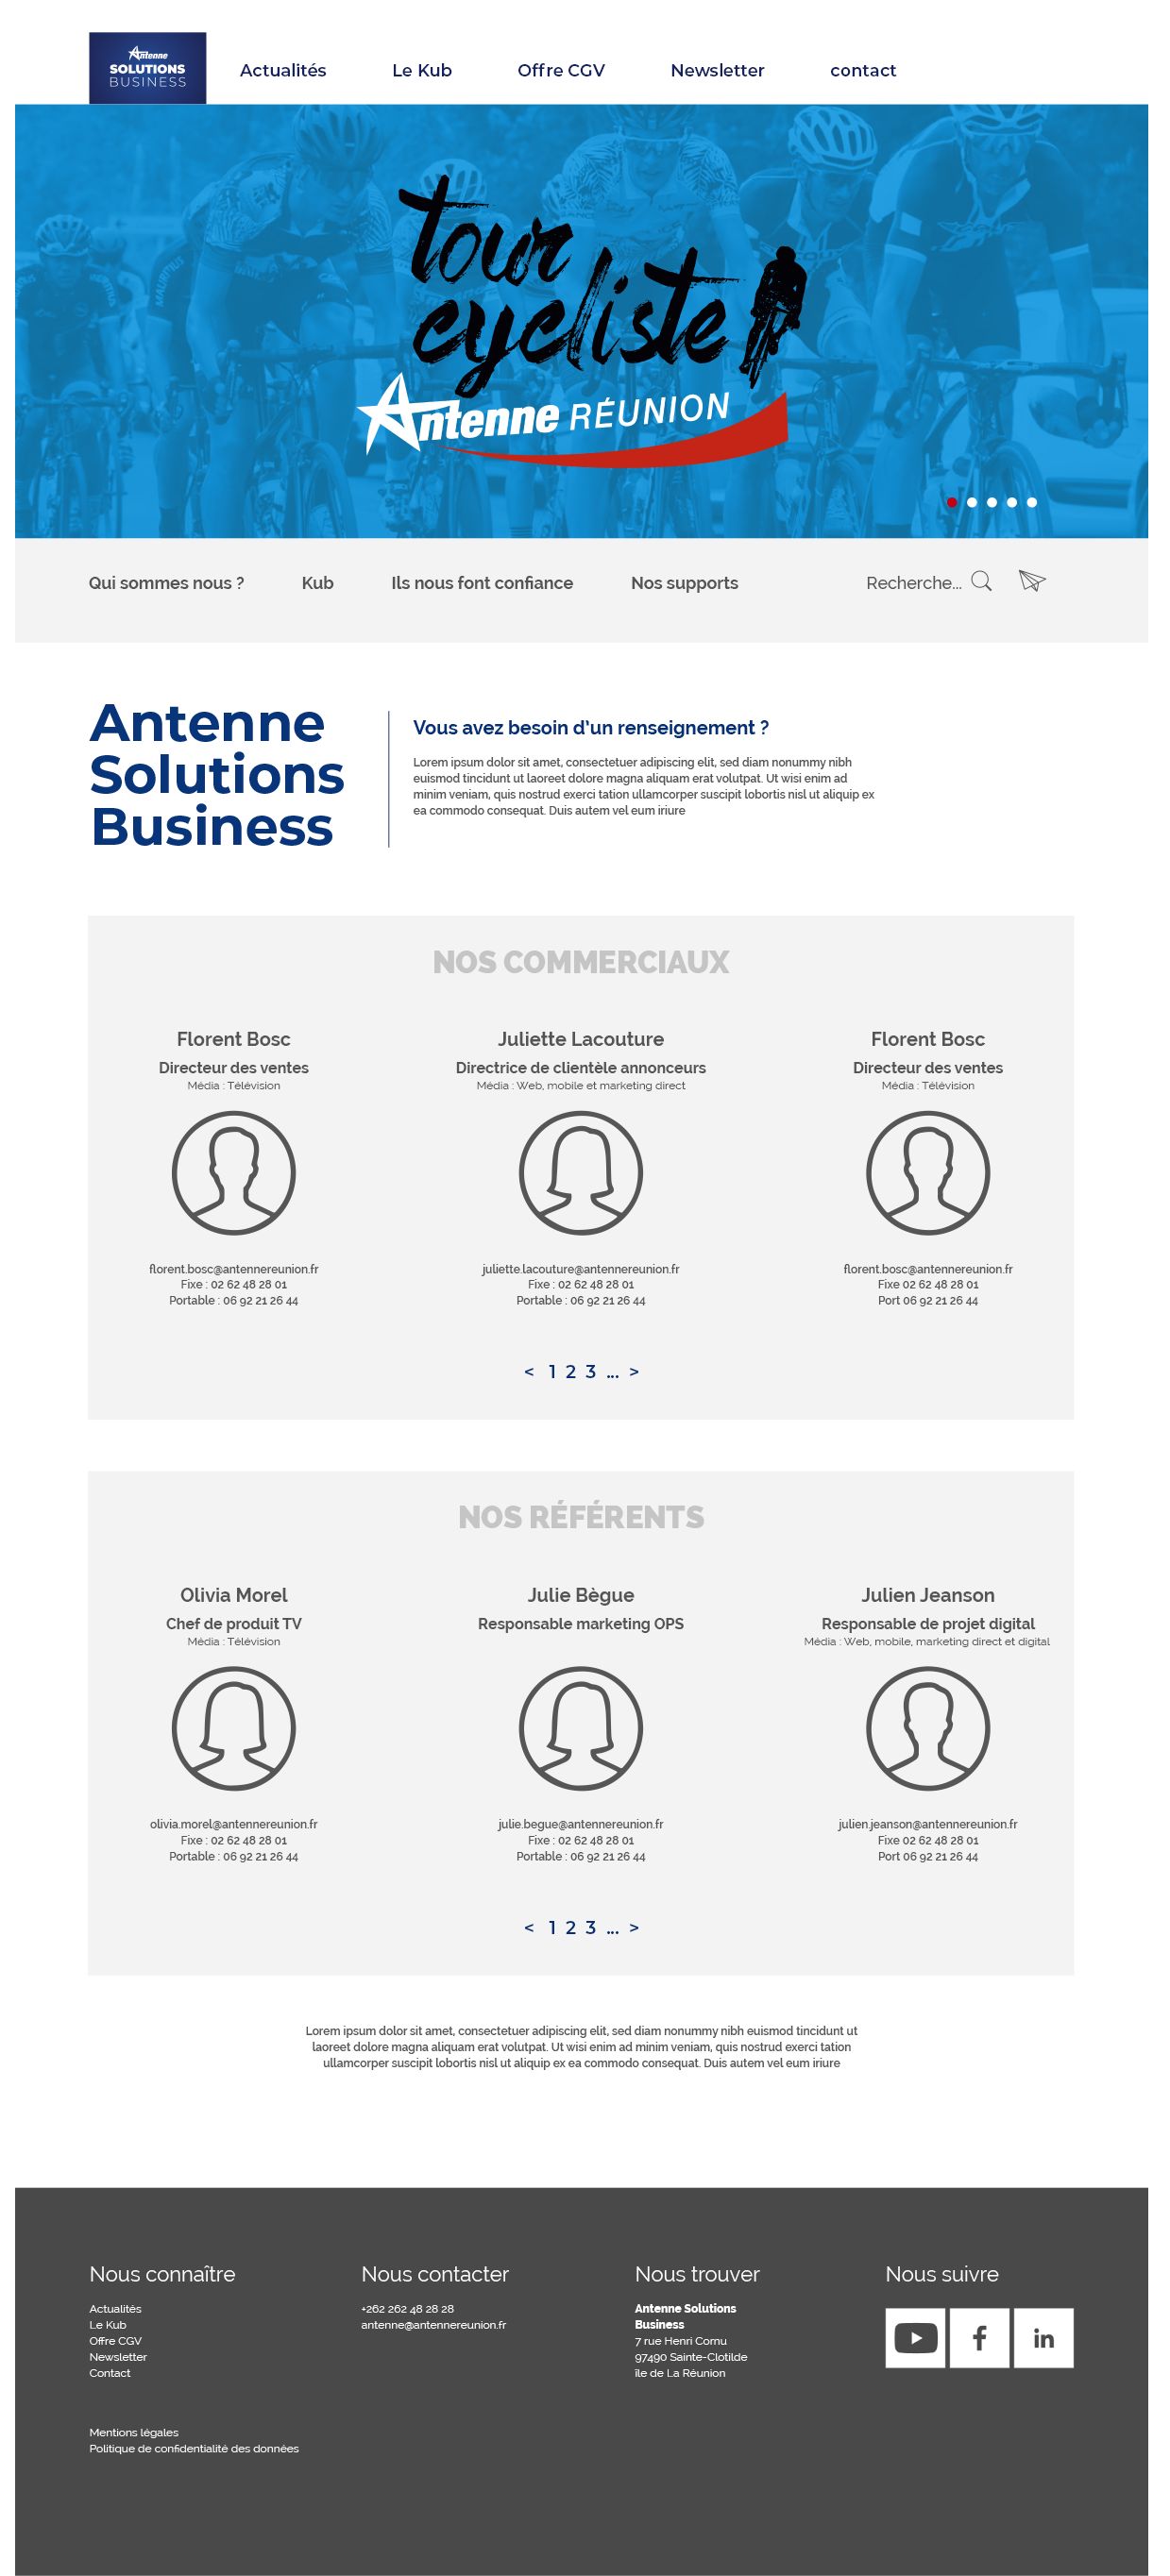 Antenne
SOLUTIONS
BUSINESS
Actualités Le Kub Offre CGV Newsletter contact
tour
cycliste
Antenne RÉUNION
Qui sommes nous ? Kub Ils nous font confiance Nos supports Recherche...
Antenne
Solutions
Business
Vous avez besoin d'un renseignement ?
Lorem ipsum dolor sit amet, consectetuer adipiscing elit, sed diam nonummy nibh
euismod tincidunt ut laoreet dolore magna aliquam erat volutpat. Ut wisi enim ad
minim veniam, quis nostrud exerci tation ullamcorper suscipit lobortis nisl ut aliquip ex
ea commodo consequat. Duis autem vel eum iriure
NOS COMMERCIAUX
Florent Bosc
Directeur des ventes
Média : Télévision
florent.bosc@antennereunion.fr
Fixe : 02 62 48 28 01
Portable : 06 92 21 26 44
Juliette Lacouture
Directrice de clientèle annonceurs
Média : Web, mobile et marketing direct
juliette.lacouture@antennereunion.fr
Fixe : 02 62 48 28 01
Portable : 06 92 21 26 44
Florent Bosc
Directeur des ventes
Média : Télévision
florent.bosc@antennereunion.fr
Fixe 02 62 48 28 01
Port 06 92 21 26 44
< 1 2 3 ... >
NOS RÉFÉRENTS
Olivia Morel
Chef de produit TV
Média : Télévision
olivia.morel@antennereunion.fr
Fixe : 02 62 48 28 01
Portable : 06 92 21 26 44
Julie Bègue
Responsable marketing OPS
julie.begue@antennereunion.fr
Fixe : 02 62 48 28 01
Portable : 06 92 21 26 44
Julien Jeanson
Responsable de projet digital
Média : Web, mobile, marketing direct et digital
julien.jeanson@antennereunion.fr
Fixe 02 62 48 28 01
Port 06 92 21 26 44
< 1 2 3 ... >
Lorem ipsum dolor sit amet, consectetuer adipiscing elit, sed diam nonummy nibh euismod tincidunt ut
laoreet dolore magna aliquam erat volutpat. Ut wisi enim ad minim veniam, quis nostrud exerci tation
ullamcorper suscipit lobortis nisl ut aliquip ex ea commodo consequat. Duis autem vel eum iriure
Nous connaître
Actualités
Le Kub
Offre CGV
Newsletter
Contact
Mentions légales
Politique de confidentialité des données
Nous contacter
+262 262 48 28 28
antenne@antennereunion.fr
Nous trouver
Antenne Solutions
Business
7 rue Henri Cornu
97490 Sainte-Clotilde
île de La Réunion
Nous suivre
f
in